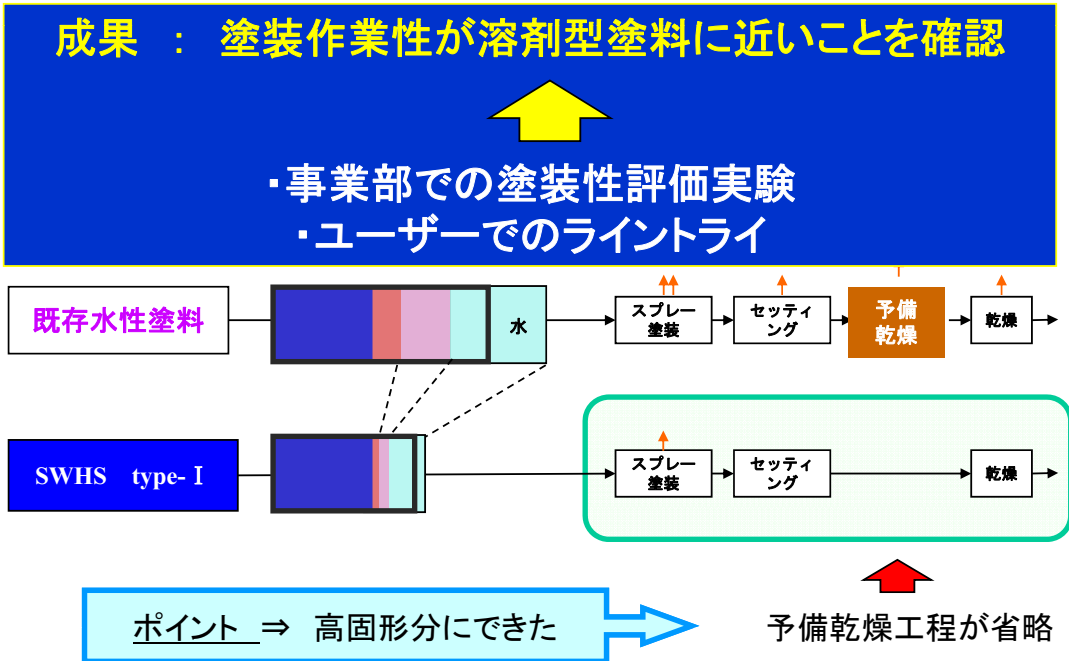 成果 ： 塗装作業性が溶剤型塗料に近いことを確認
・事業部での塗装性評価実験
・ユーザーでのライントライ
既存水性塗料
水
スプレー
塗装
セッティ
ング
予備
乾燥
乾燥
SWHS type-Ⅰ
スプレー
塗装
セッティ
ング
乾燥
ポイント ⇒ 高固形分にできた
予備乾燥工程が省略